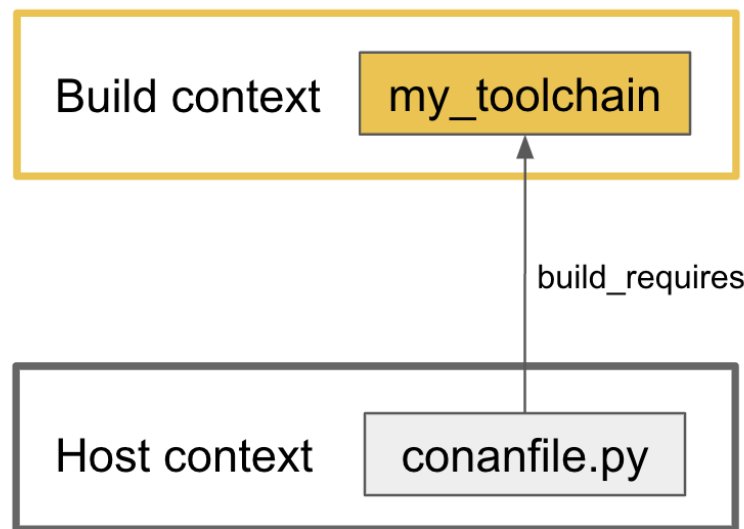 Build context
my_toolchain
build_requires
Host context
conanfile.py